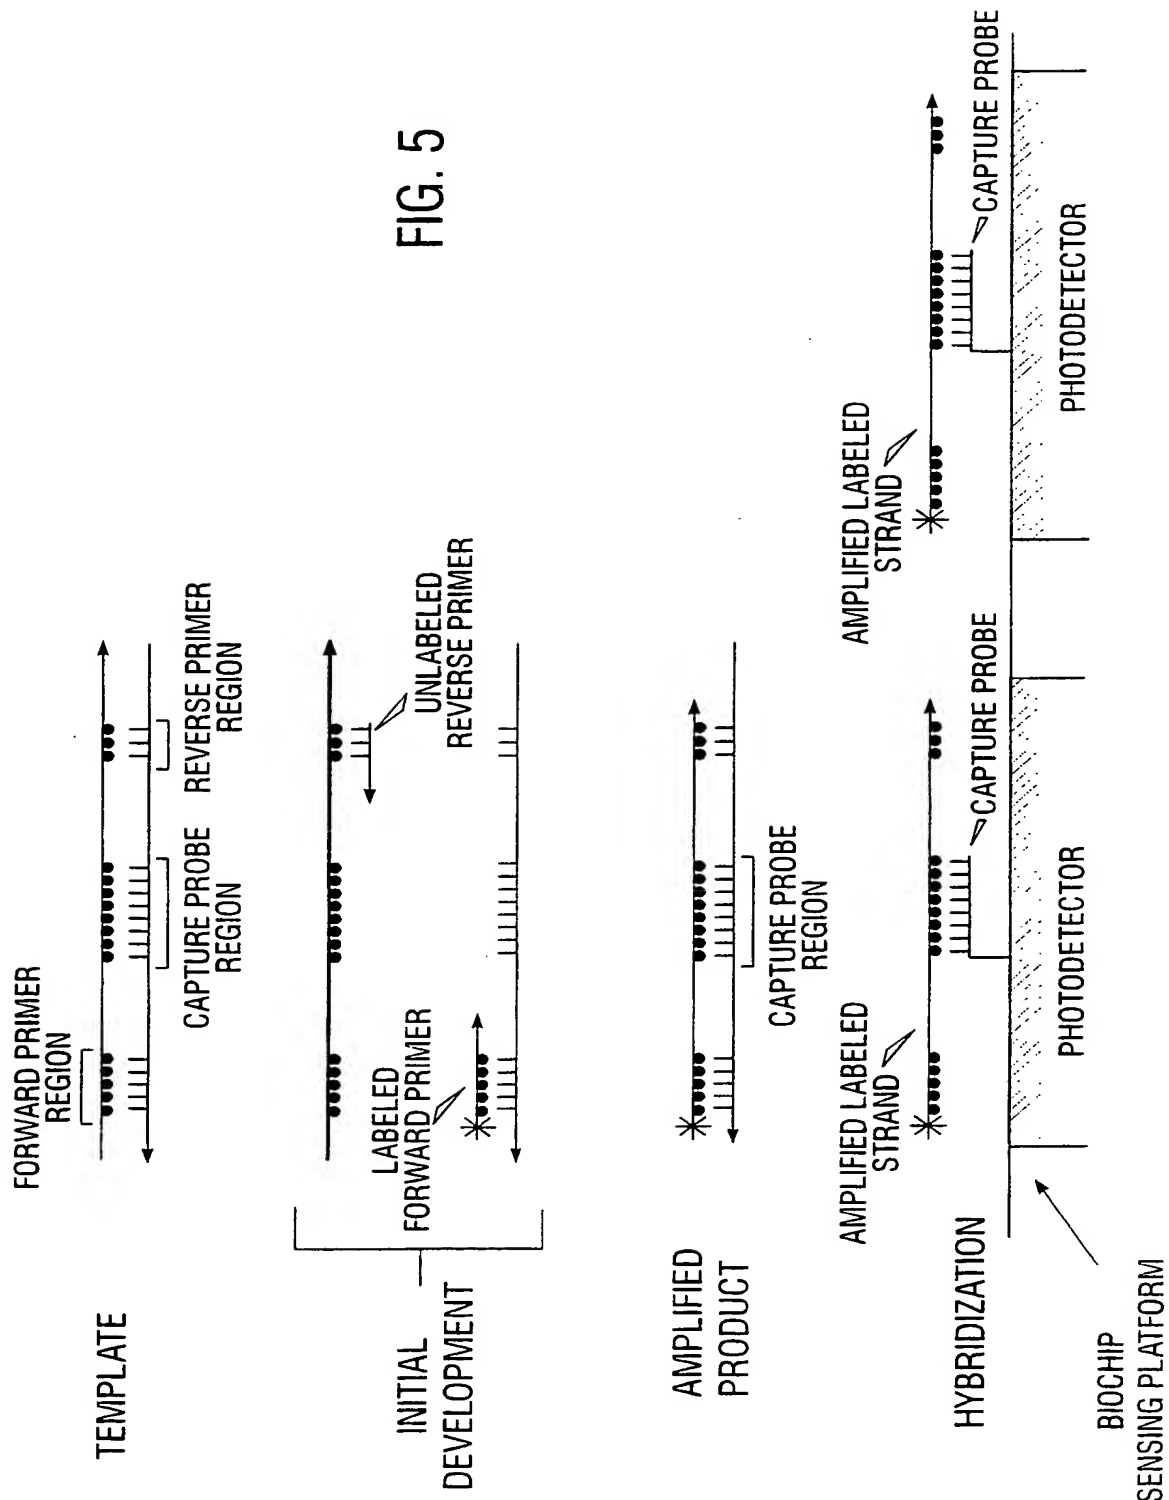 FIG. 5
TEMPLATE
FORWARD PRIMER
REGION
CAPTURE PROBE
REGION
REVERSE PRIMER
REGION
INITIAL
DEVELOPMENT
LABELED
FORWARD PRIMER
UNLABELED
REVERSE PRIMER
AMPLIFIED
PRODUCT
CAPTURE PROBE
REGION
HYBRIDIZATION
AMPLIFIED LABELED
STRAND
CAPTURE PROBE
AMPLIFIED LABELED
STRAND
CAPTURE PROBE
PHOTODETECTOR
PHOTODETECTOR
BIOCHIP
SENSING PLATFORM